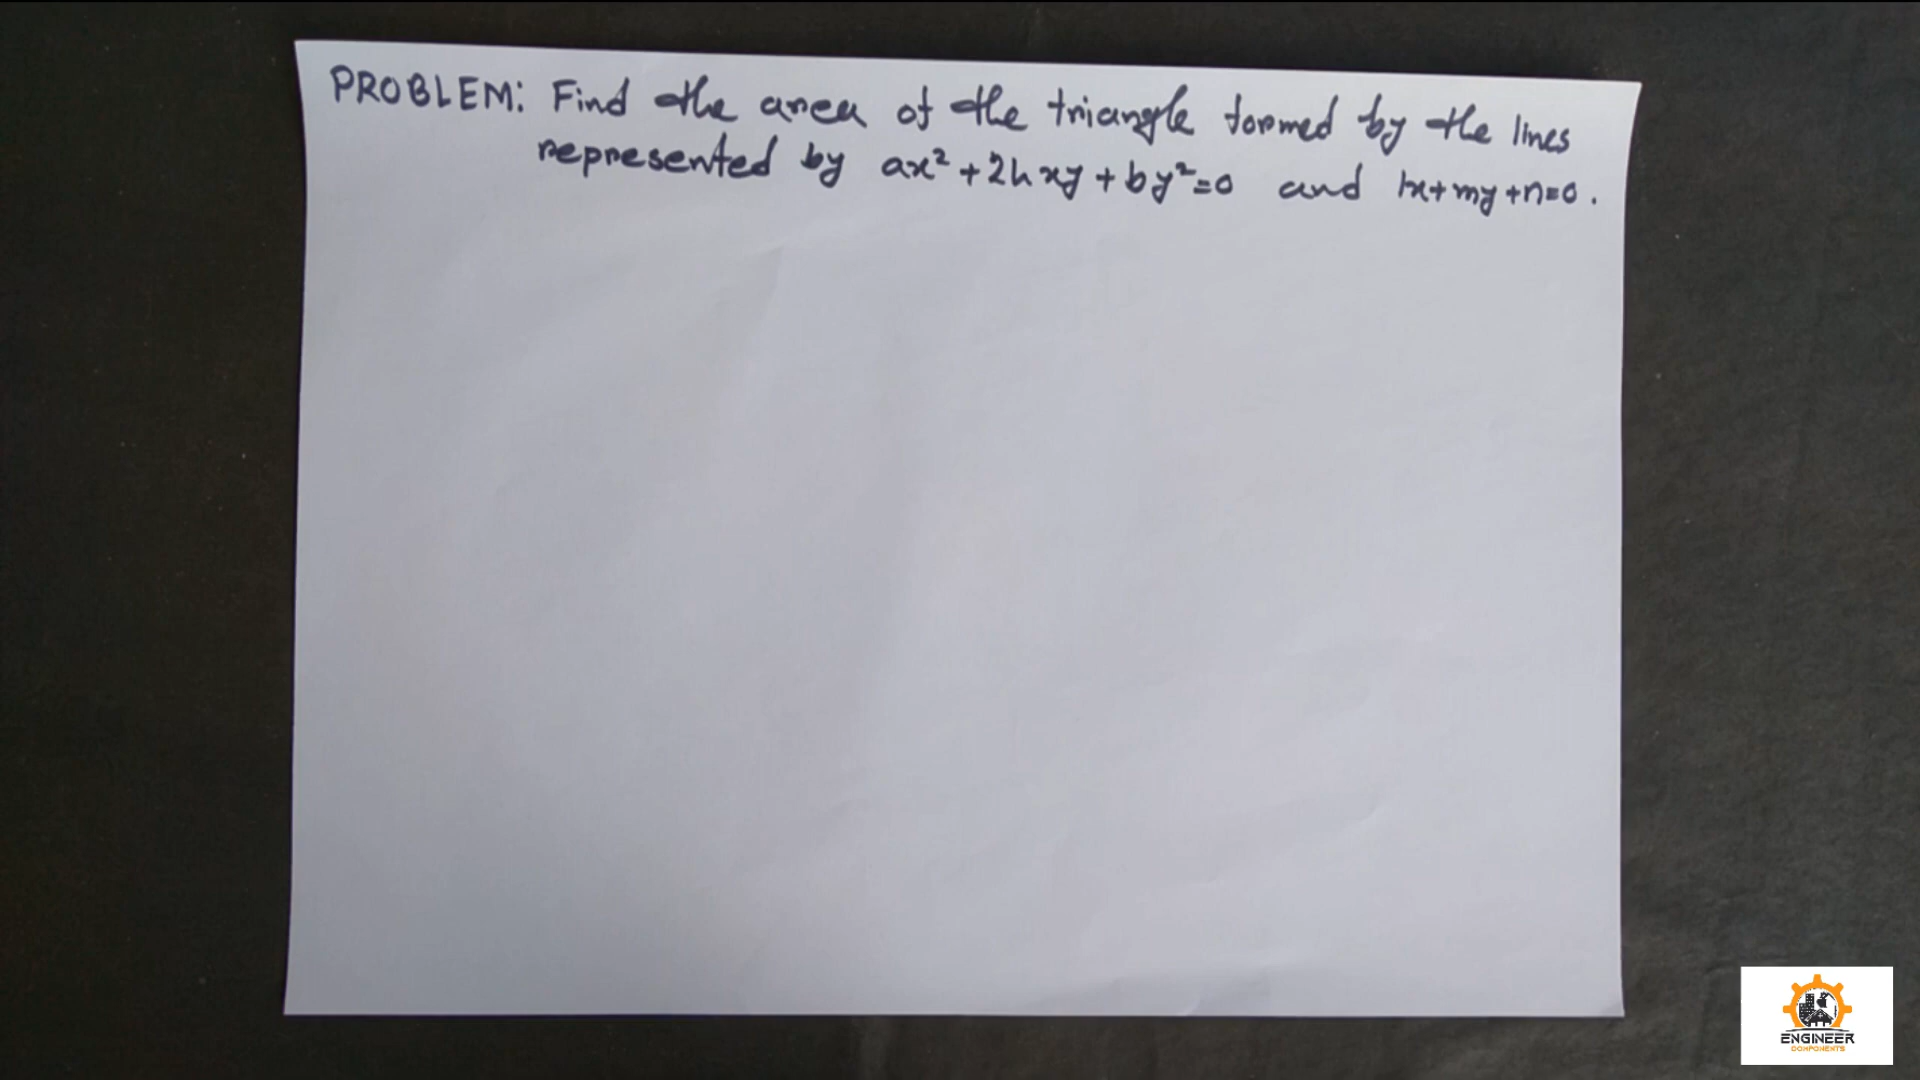 PROBLEM: Find the area of the triangle formed by the lines
represented by ax²+2hxy+by²=0 and lx+my+n=0.
ENGINEER
COMPONENTS